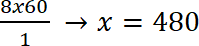 8x60/1 → x = 480